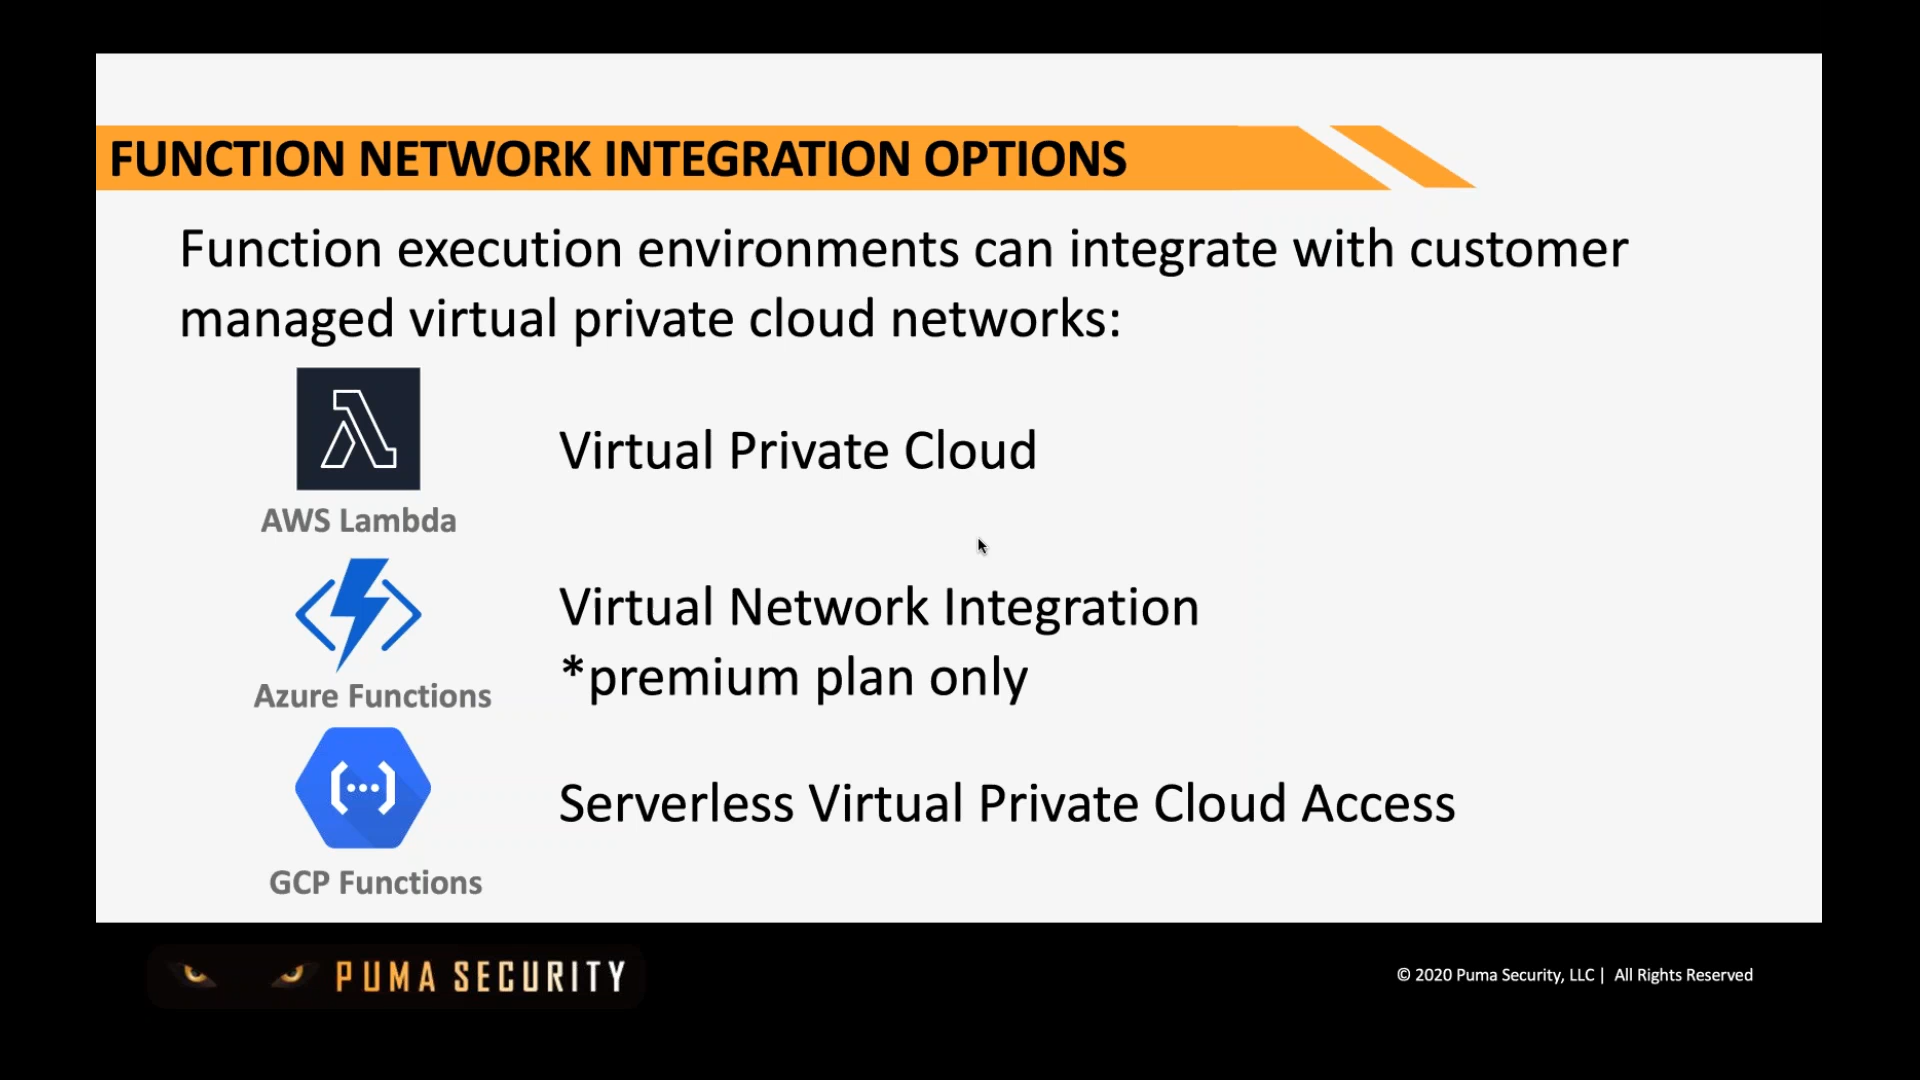 FUNCTION NETWORK INTEGRATION OPTIONS
Function execution environments can integrate with customer
managed virtual private cloud networks:
Virtual Private Cloud
AWS Lambda
Virtual Network Integration
*premium plan only
Azure Functions
Serverless Virtual Private Cloud Access
GCP Functions
PUMA SECURITY
© 2020 Puma Security, LLC | All Rights Reserved